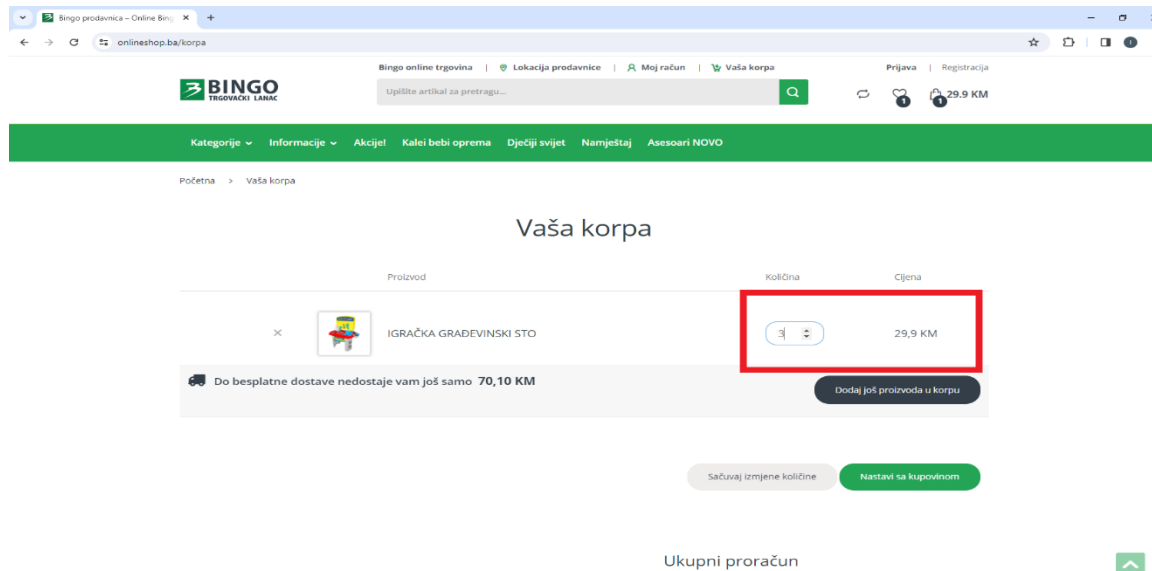 Bingo prodavnica – Online Bing
onlineshop.ba/korpa
Bingo online trgovina | Lokacija prodavnice | Moj račun | Vaša korpa
Prijava | Registracija
BINGO
TRGOVAČKI LANAC
Upišite artikal za pretragu...
1
1
29.9 KM
Kategorije Informacije Akcije! Kalei bebi oprema Dječiji svijet Namještaj Asesoari NOVO
Početna > Vaša korpa
Vaša korpa
Proizvod Količina Cijena
IGRAČKA GRAĐEVINSKI STO 3 29,9 KM
Do besplatne dostave nedostaje vam još samo 70,10 KM
Dodaj još proizvoda u korpu
Sačuvaj izmjene količine Nastavi sa kupovinom
Ukupni proračun